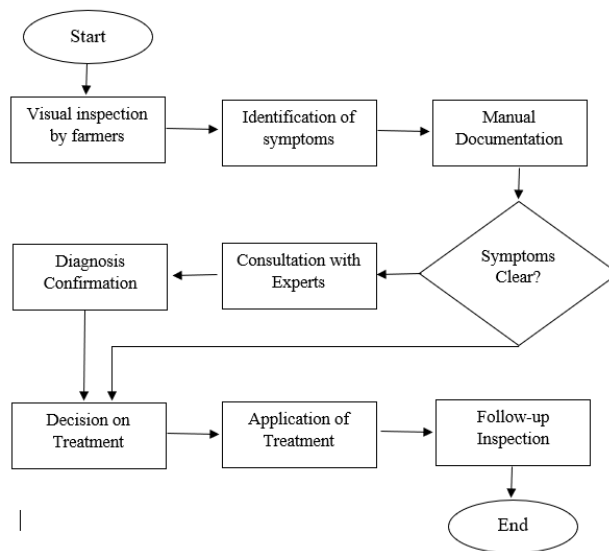 Start
Visual inspection
by farmers
Identification of
symptoms
Manual
Documentation
Symptoms
Clear?
Consultation with
Experts
Diagnosis
Confirmation
Decision on
Treatment
Application of
Treatment
Follow-up
Inspection
End